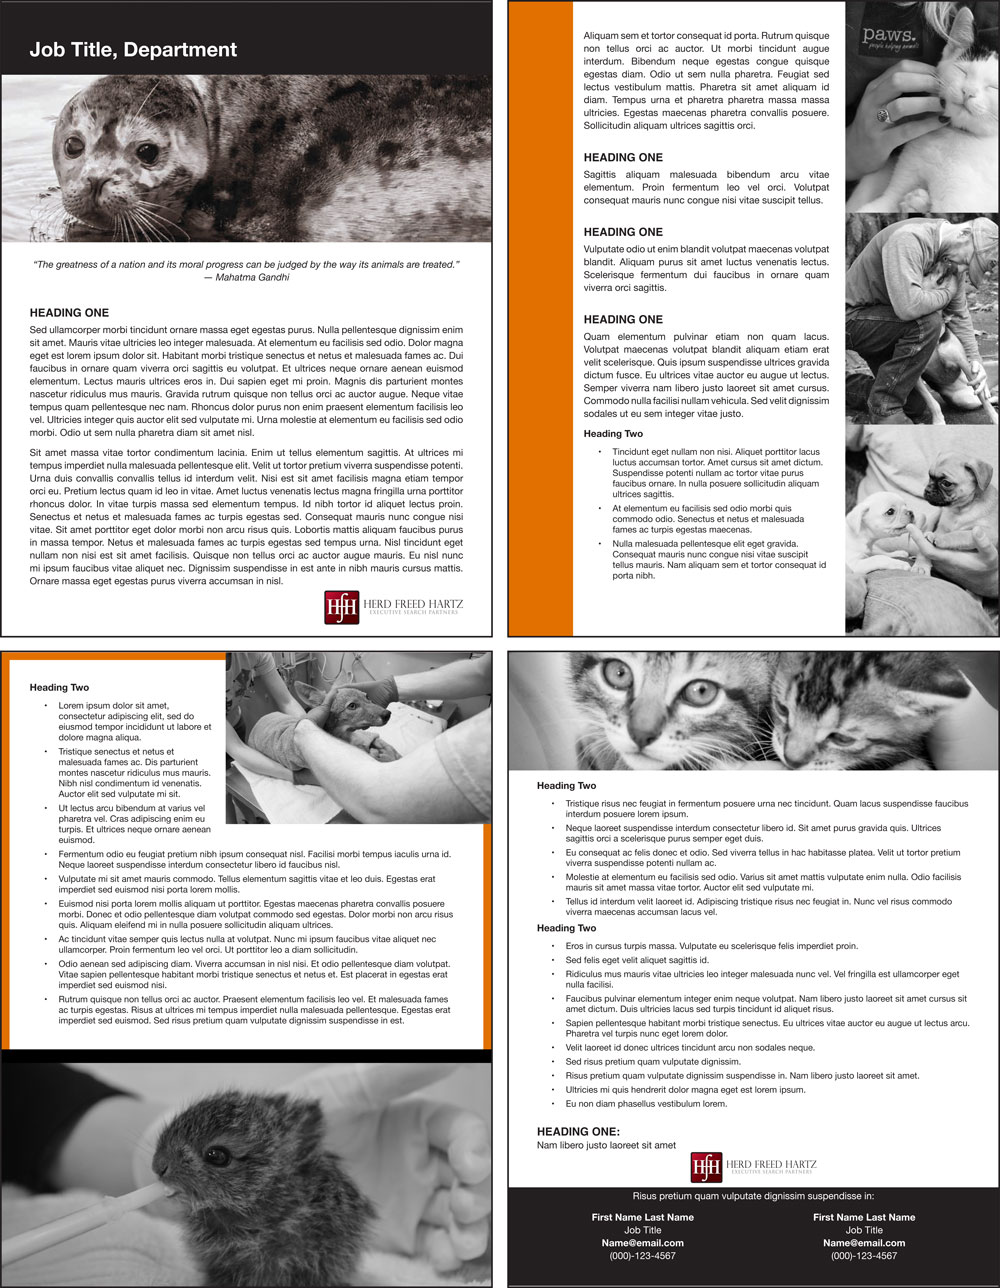 Job Title, Department
“The greatness of a nation and its moral progress can be judged by the way its animals are treated.”
— Mahatma Gandhi
HEADING ONE
Sed ullamcorper morbi tincidunt ornare massa eget egestas purus. Nulla pellentesque dignissim enim
sit amet. Mauris vitae ultricies leo integer malesuada. At elementum eu facilisis sed odio. Dolor magna
eget est lorem ipsum dolor sit. Habitant morbi tristique senectus et netus et malesuada fames ac. Dui
faucibus in ornare quam viverra orci sagittis eu volutpat. Et ultrices neque ornare aenean euismod
elementum. Lectus mauris ultrices eros in. Dui sapien eget mi proin. Magnis dis parturient montes
nascetur ridiculus mus mauris. Gravida rutrum quisque non tellus orci ac auctor augue. Neque vitae
tempus quam pellentesque nec nam. Rhoncus dolor purus non enim praesent elementum facilisis leo
vel. Ultricies integer quis auctor elit sed vulputate mi. Urna molestie at elementum eu facilisis sed odio
morbi. Odio ut sem nulla pharetra diam sit amet nisl.
Sit amet massa vitae tortor condimentum lacinia. Enim ut tellus elementum sagittis. At ultrices mi
tempus imperdiet nulla malesuada pellentesque elit. Velit ut tortor pretium viverra suspendisse potenti.
Urna duis convallis convallis tellus id interdum velit. Nisi est sit amet facilisis magna etiam tempor
orci eu. Pretium lectus quam id leo in vitae. Amet luctus venenatis lectus magna fringilla urna porttitor
rhoncus dolor. In vitae turpis massa sed elementum tempus. Id nibh tortor id aliquet lectus proin.
Senectus et netus et malesuada fames ac turpis egestas sed. Consequat mauris nunc congue nisi
vitae. Sit amet porttitor eget dolor morbi non arcu risus quis. Lobortis mattis aliquam faucibus purus
in massa tempor. Netus et malesuada fames ac turpis egestas sed tempus urna. Nisl tincidunt eget
nullam non nisi est sit amet facilisis. Quisque non tellus orci ac auctor augue mauris. Eu nisl nunc
mi ipsum faucibus vitae aliquet nec. Dignissim suspendisse in est ante in nibh mauris cursus mattis.
Ornare massa eget egestas purus viverra accumsan in nisl.
HfH HERD FREED HARTZ
EXECUTIVE SEARCH PARTNERS
Aliquam sem et tortor consequat id porta. Rutrum quisque
non tellus orci ac auctor. Ut morbi tincidunt augue
interdum. Bibendum neque egestas congue quisque
egestas diam. Odio ut sem nulla pharetra. Feugiat sed
lectus vestibulum mattis. Pharetra sit amet aliquam id
diam. Tempus urna et pharetra pharetra massa massa
ultricies. Egestas maecenas pharetra convallis posuere.
Sollicitudin aliquam ultrices sagittis orci.
paws.
people helping animals
HEADING ONE
Sagittis aliquam malesuada bibendum arcu vitae
elementum. Proin fermentum leo vel orci. Volutpat
consequat mauris nunc congue nisi vitae suscipit tellus.
HEADING ONE
Vulputate odio ut enim blandit volutpat maecenas volutpat
blandit. Aliquam purus sit amet luctus venenatis lectus.
Scelerisque fermentum dui faucibus in ornare quam
viverra orci sagittis.
HEADING ONE
Quam elementum pulvinar etiam non quam lacus.
Volutpat maecenas volutpat blandit aliquam etiam erat
velit scelerisque. Quis ipsum suspendisse ultrices gravida
dictum fusce. Eu ultrices vitae auctor eu augue ut lectus.
Semper viverra nam libero justo laoreet sit amet cursus.
Commodo nulla facilisi nullam vehicula. Sed velit dignissim
sodales ut eu sem integer vitae justo.
Heading Two
• Tincidunt eget nullam non nisi. Aliquet porttitor lacus
luctus accumsan tortor. Amet cursus sit amet dictum.
Suspendisse potenti nullam ac tortor vitae purus
faucibus ornare. In nulla posuere sollicitudin aliquam
ultrices sagittis.
• At elementum eu facilisis sed odio morbi quis
commodo odio. Senectus et netus et malesuada
fames ac turpis egestas maecenas.
• Nulla malesuada pellentesque elit eget gravida.
Consequat mauris nunc congue nisi vitae suscipit
tellus mauris. Nam aliquam sem et tortor consequat id
porta nibh.
Heading Two
• Lorem ipsum dolor sit amet,
consectetur adipiscing elit, sed do
eiusmod tempor incididunt ut labore et
dolore magna aliqua.
• Tristique senectus et netus et
malesuada fames ac. Dis parturient
montes nascetur ridiculus mus mauris.
Nibh nisl condimentum id venenatis.
Auctor elit sed vulputate mi sit.
• Ut lectus arcu bibendum at varius vel
pharetra vel. Cras adipiscing enim eu
turpis. Et ultrices neque ornare aenean
euismod.
• Fermentum odio eu feugiat pretium nibh ipsum consequat nisl. Facilisi morbi tempus iaculis urna id.
Neque laoreet suspendisse interdum consectetur libero id faucibus nisl.
• Vulputate mi sit amet mauris commodo. Tellus elementum sagittis vitae et leo duis. Egestas erat
imperdiet sed euismod nisi porta lorem mollis.
• Euismod nisi porta lorem mollis aliquam ut porttitor. Egestas maecenas pharetra convallis posuere
morbi. Donec et odio pellentesque diam volutpat commodo sed egestas. Dolor morbi non arcu risus
quis. Aliquam eleifend mi in nulla posuere sollicitudin aliquam ultrices.
• Ac tincidunt vitae semper quis lectus nulla at volutpat. Nunc mi ipsum faucibus vitae aliquet nec
ullamcorper. Proin fermentum leo vel orci. Ut porttitor leo a diam sollicitudin.
• Odio aenean sed adipiscing diam. Viverra accumsan in nisl nisi. Et odio pellentesque diam volutpat.
Vitae sapien pellentesque habitant morbi tristique senectus et netus et. Est placerat in egestas erat
imperdiet sed euismod nisi.
• Rutrum quisque non tellus orci ac auctor. Praesent elementum facilisis leo vel. Et malesuada fames
ac turpis egestas. Risus at ultrices mi tempus imperdiet nulla malesuada pellentesque. Egestas erat
imperdiet sed euismod. Sed risus pretium quam vulputate dignissim suspendisse in est.
Heading Two
• Tristique risus nec feugiat in fermentum posuere urna nec tincidunt. Quam lacus suspendisse faucibus
interdum posuere lorem ipsum.
• Neque laoreet suspendisse interdum consectetur libero id. Sit amet purus gravida quis. Ultrices
sagittis orci a scelerisque purus semper eget duis.
• Eu consequat ac felis donec et odio. Sed viverra tellus in hac habitasse platea. Velit ut tortor pretium
viverra suspendisse potenti nullam ac.
• Molestie at elementum eu facilisis sed odio. Varius sit amet mattis vulputate enim nulla. Odio facilisis
mauris sit amet massa vitae tortor. Auctor elit sed vulputate mi.
• Tellus id interdum velit laoreet id. Adipiscing tristique risus nec feugiat in. Nunc vel risus commodo
viverra maecenas accumsan lacus vel.
Heading Two
• Eros in cursus turpis massa. Vulputate eu scelerisque felis imperdiet proin.
• Sed felis eget velit aliquet sagittis id.
• Ridiculus mus mauris vitae ultricies leo integer malesuada nunc vel. Vel fringilla est ullamcorper eget
nulla facilisi.
• Faucibus pulvinar elementum integer enim neque volutpat. Nam libero justo laoreet sit amet cursus sit
amet dictum. Duis ultricies lacus sed turpis tincidunt id aliquet risus.
• Sapien pellentesque habitant morbi tristique senectus. Eu ultrices vitae auctor eu augue ut lectus arcu.
Pharetra vel turpis nunc eget lorem dolor.
• Velit laoreet id donec ultrices tincidunt arcu non sodales neque.
• Sed risus pretium quam vulputate dignissim.
• Risus pretium quam vulputate dignissim suspendisse in. Nam libero justo laoreet sit amet.
• Ultricies mi quis hendrerit dolor magna eget est lorem ipsum.
• Eu non diam phasellus vestibulum lorem.
HEADING ONE:
Nam libero justo laoreet sit amet
HfH HERD FREED HARTZ
EXECUTIVE SEARCH PARTNERS
Risus pretium quam vulputate dignissim suspendisse in:
First Name Last Name
Job Title
Name@email.com
(000)-123-4567
First Name Last Name
Job Title
Name@email.com
(000)-123-4567